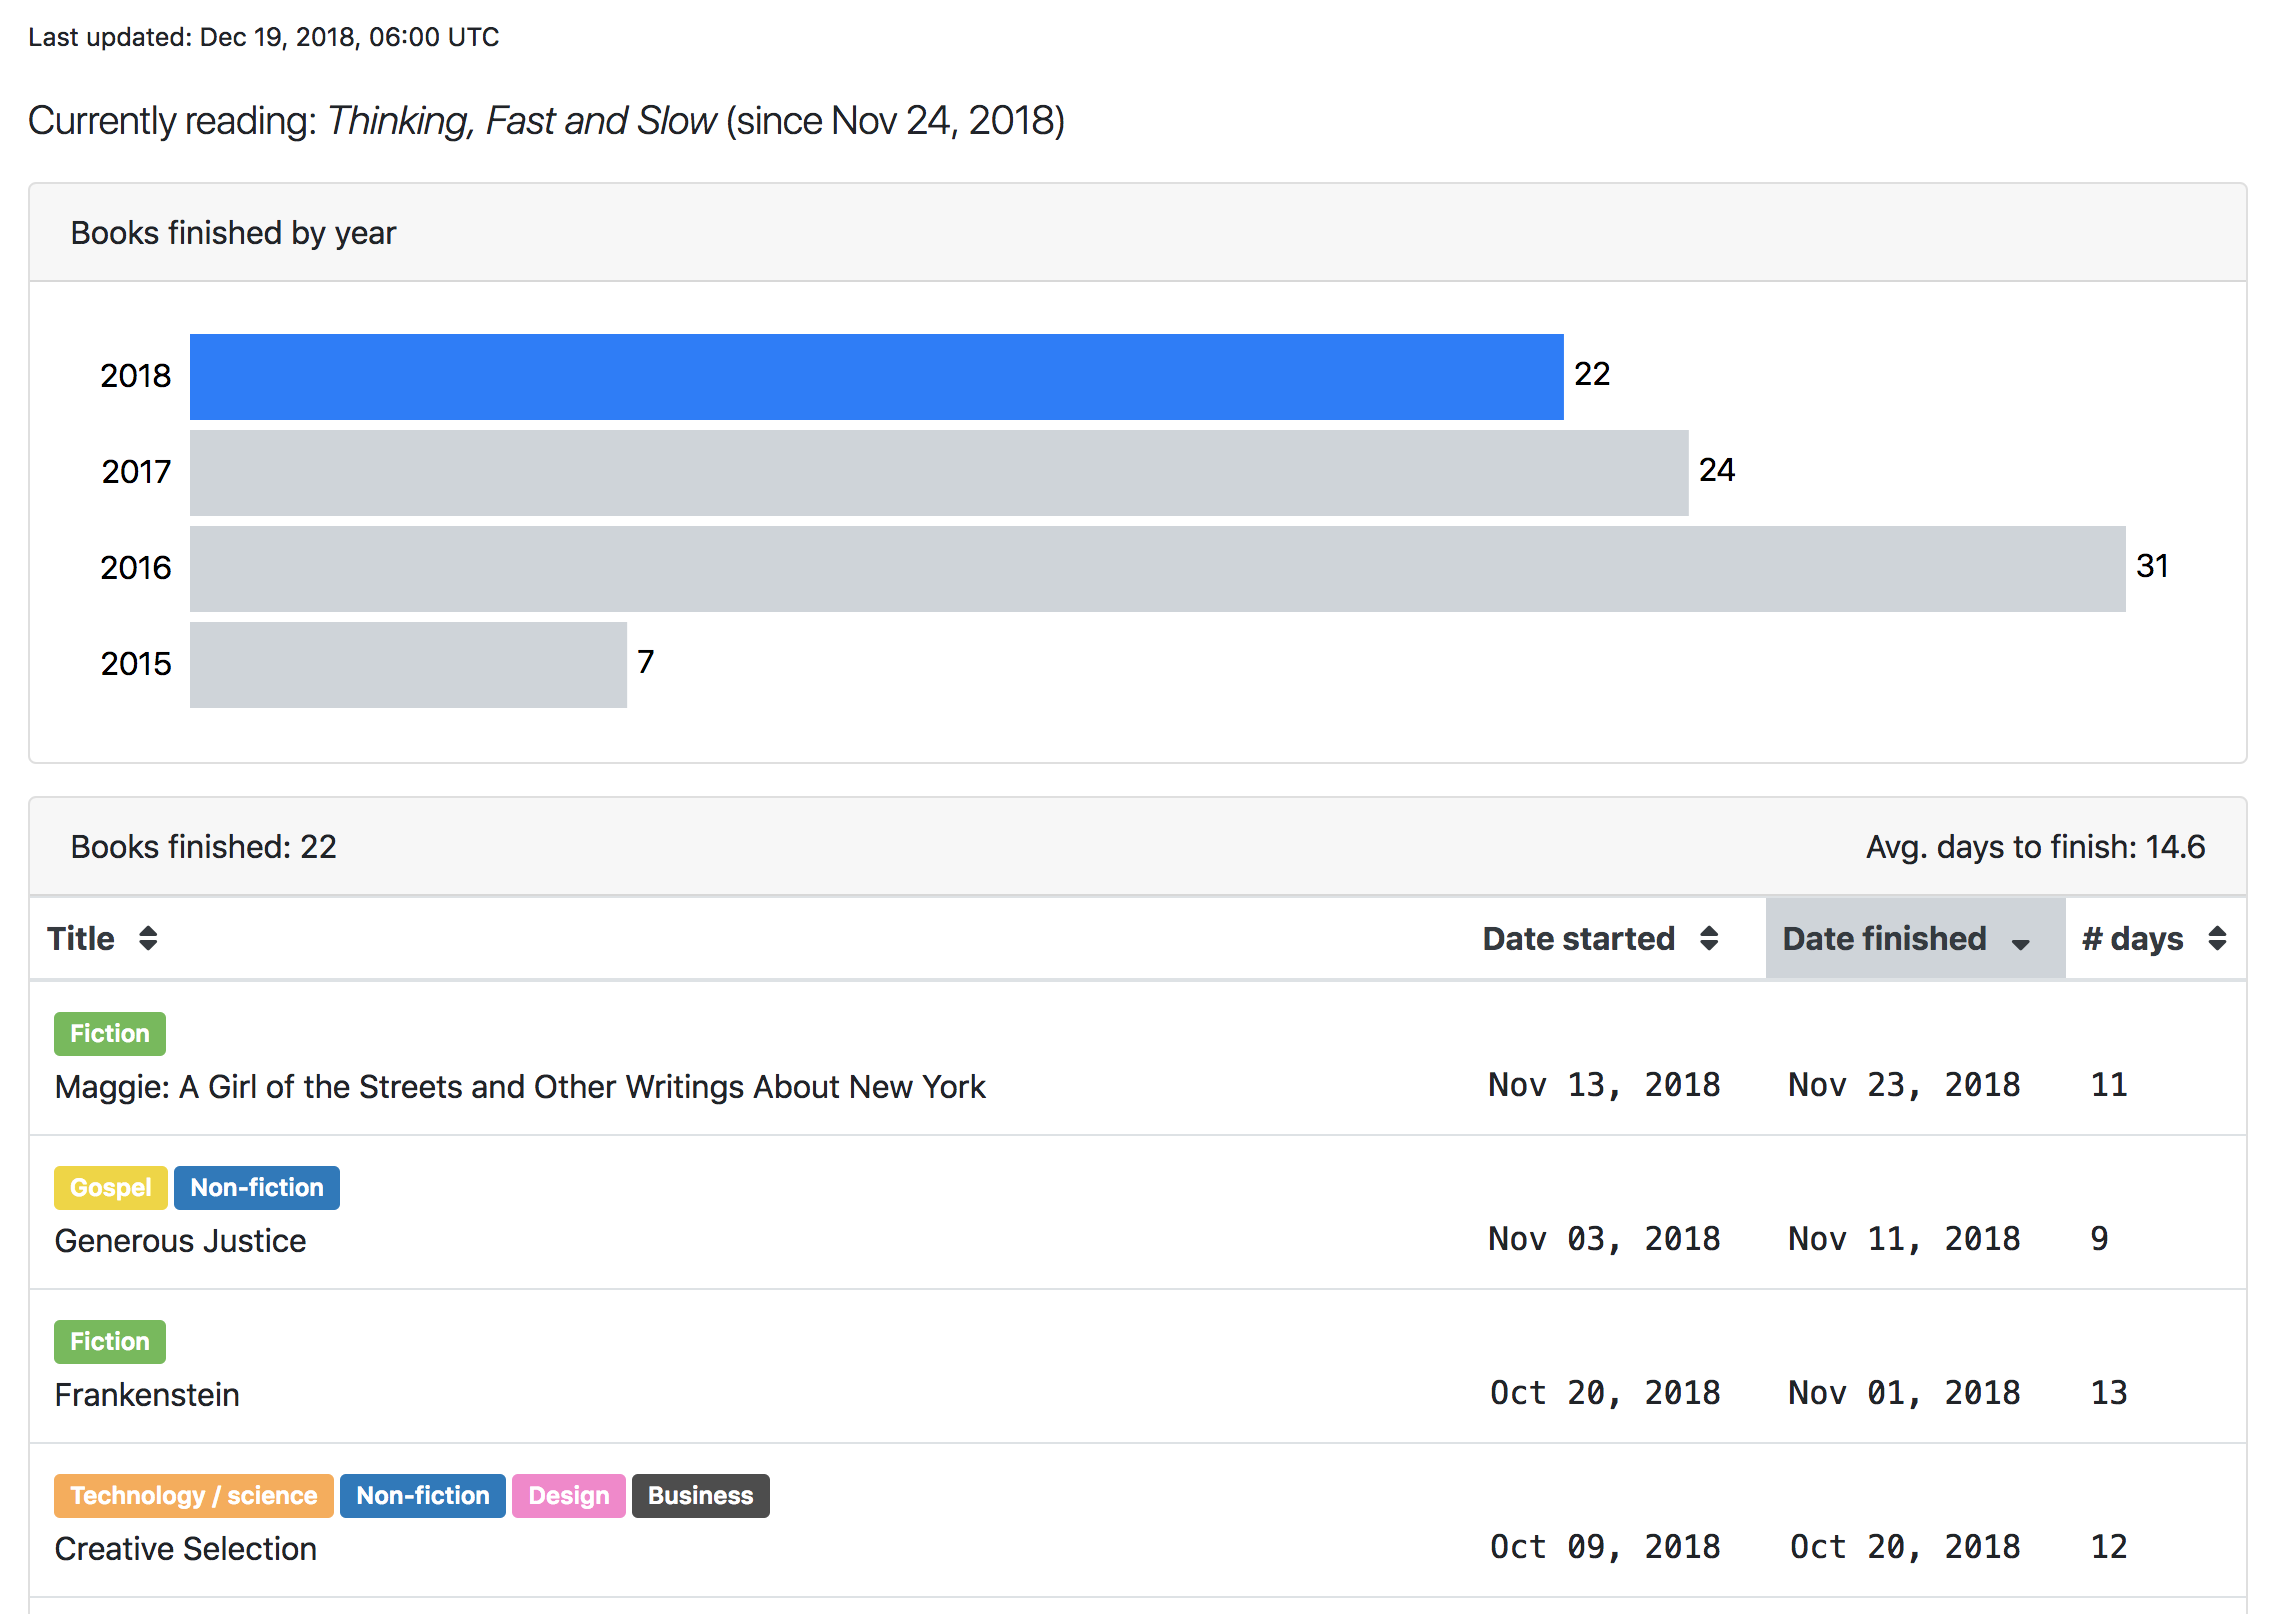 Last updated: Dec 19, 2018, 06:00 UTC
Currently reading: Thinking, Fast and Slow (since Nov 24, 2018)
Books finished by year
2018 22
2017 24
2016 31
2015 7
Books finished: 22 Avg. days to finish: 14.6
Title Date started Date finished # days
Fiction
Maggie: A Girl of the Streets and Other Writings About New York Nov 13, 2018 Nov 23, 2018 11
Gospel Non-fiction
Generous Justice Nov 03, 2018 Nov 11, 2018 9
Fiction
Frankenstein Oct 20, 2018 Nov 01, 2018 13
Technology / science Non-fiction Design Business
Creative Selection Oct 09, 2018 Oct 20, 2018 12